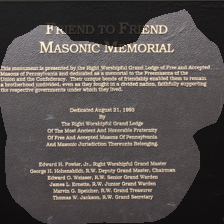 FRIEND TO FRIEND
MASONIC MEMORIAL
This monument is presented by the Right Worshipful Grand Lodge of Free and Accepted
Masons of Pennsylvania and dedicated as a memorial to the Freemasons of the
Union and the Confederacy. Their unique bonds of friendship enabled them to remain
a brotherhood undivided, even as they fought in a divided nation, faithfully supporting
the respective governments under which they lived.
Dedicated August 21, 1993
By
The Right Worshipful Grand Lodge
Of The Most Ancient And Honorable Fraternity
Of Free And Accepted Masons Of Pennsylvania
And Masonic Jurisdiction Thereunto Belonging.
Edward H. Fowler, Jr., Right Worshipful Grand Master
George H. Hohenshildt, R.W. Deputy Grand Master, Chairman
Edward O. Weisser, R.W. Senior Grand Warden
James L. Ernette, R.W. Junior Grand Warden
Marvin G. Speicher, R.W. Grand Treasurer
Thomas W. Jackson, R.W. Grand Secretary